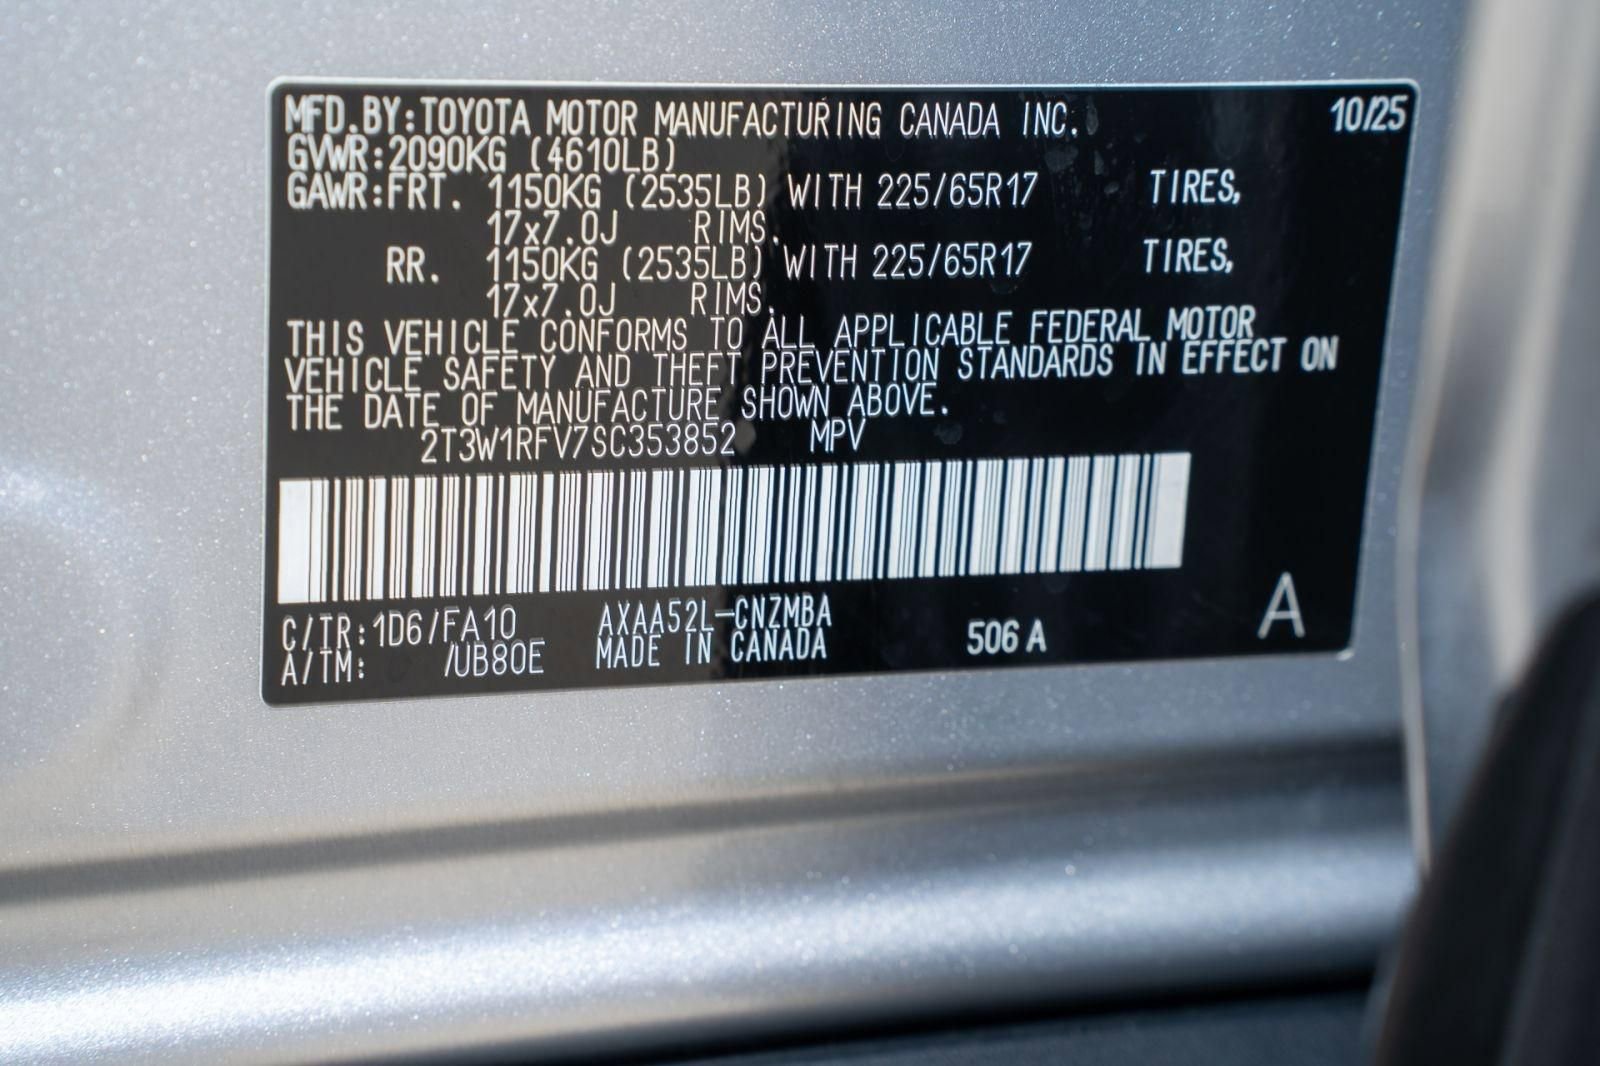 MFD.BY:TOYOTA MOTOR MANUFACTURING CANADA INC. 10/25
GVWR:2090KG (4610LB)
GAWR:FRT. 1150KG (2535LB) WITH 225/65R17 TIRES,
17x7.0J RIMS.
RR. 1150KG (2535LB) WITH 225/65R17 TIRES,
17x7.0J RIMS.
THIS VEHICLE CONFORMS TO ALL APPLICABLE FEDERAL MOTOR
VEHICLE SAFETY AND THEFT PREVENTION STANDARDS IN EFFECT ON
THE DATE OF MANUFACTURE SHOWN ABOVE.
2T3W1RFV7SC353852 MPV
C/TR:1D6/FA10 AXAA52L-CNZMBA 506 A A
A/TM: /UB80E MADE IN CANADA